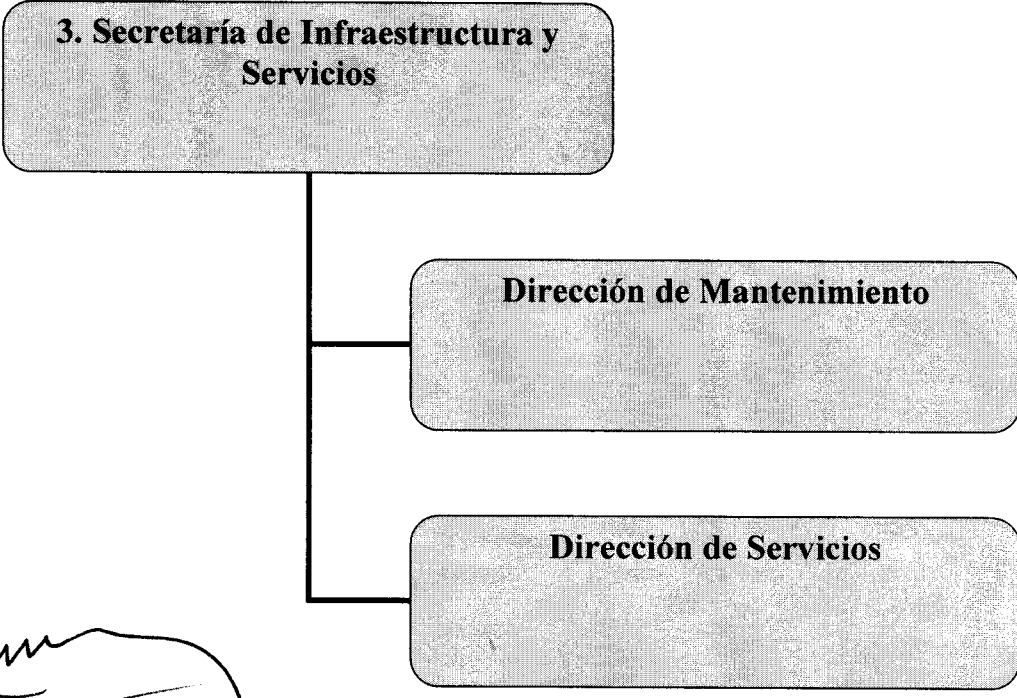 3. Secretaría de Infraestructura y
Servicios
Dirección de Mantenimiento
Dirección de Servicios